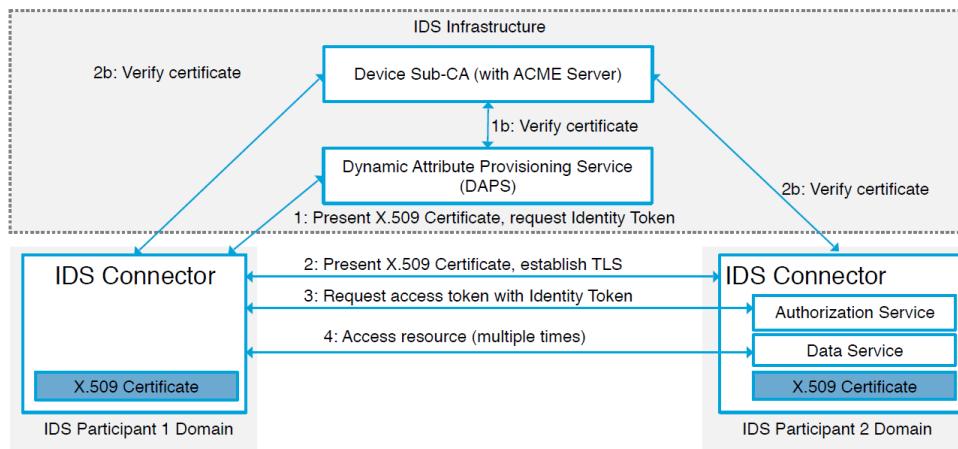 IDS Infrastructure
2b: Verify certificate
Device Sub-CA (with ACME Server)
1b: Verify certificate
Dynamic Attribute Provisioning Service
(DAPS)
2b: Verify certificate
1: Present X.509 Certificate, request Identity Token
IDS Connector
2: Present X.509 Certificate, establish TLS
IDS Connector
3: Request access token with Identity Token
Authorization Service
4: Access resource (multiple times)
Data Service
X.509 Certificate
X.509 Certificate
IDS Participant 1 Domain
IDS Participant 2 Domain